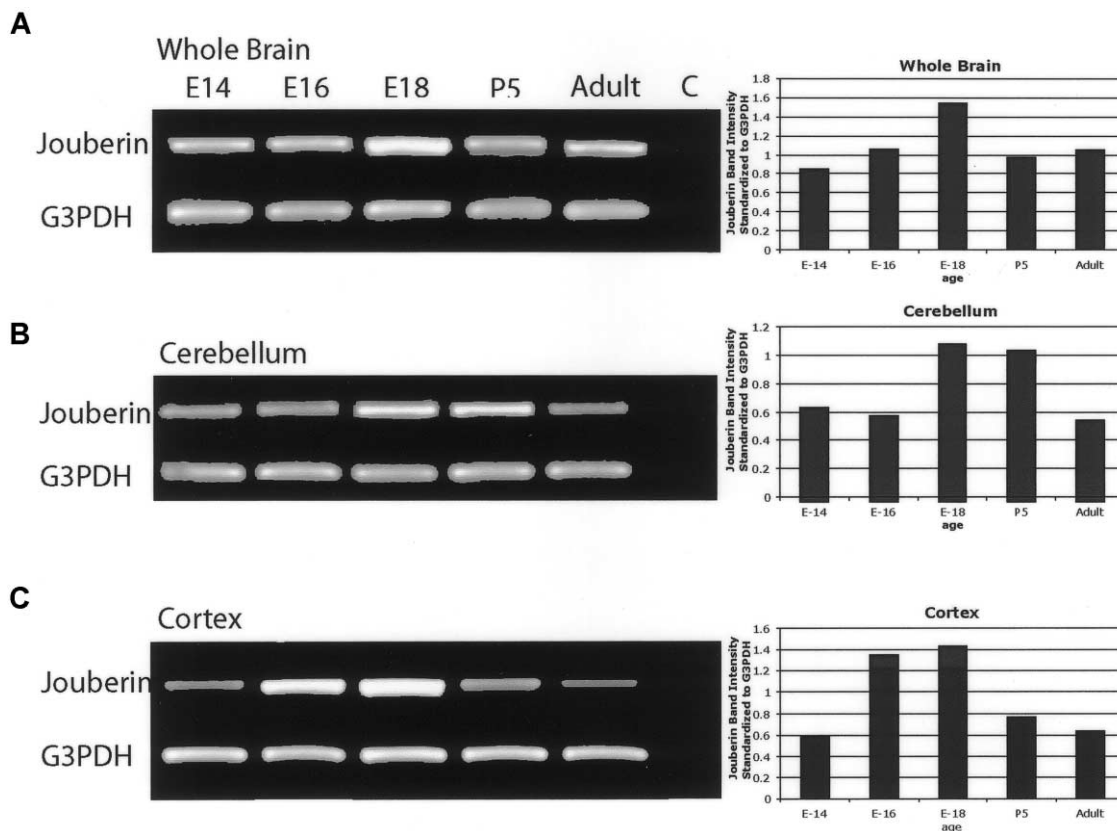 A
Whole Brain
E14 E16 E18 P5 Adult C
Jouberin
G3PDH
Whole Brain
Jouberin Band Intensity
Standardized to G3PDH
1.8
1.6
1.4
1.2
1
0.8
0.6
0.4
0.2
0
E-14 E-16 E-18 P5 Adult
age
B
Cerebellum
Jouberin
G3PDH
Cerebellum
Jouberin Band Intensity
Standardized to G3PDH
1.2
1
0.8
0.6
0.4
0.2
0
E-14 E-16 E-18 P5 Adult
age
C
Cortex
Jouberin
G3PDH
Cortex
Jouberin Band Intensity
Standardized to G3PDH
1.6
1.4
1.2
1
0.8
0.6
0.4
0.2
0
E-14 E-16 E-18 P5 Adult
age